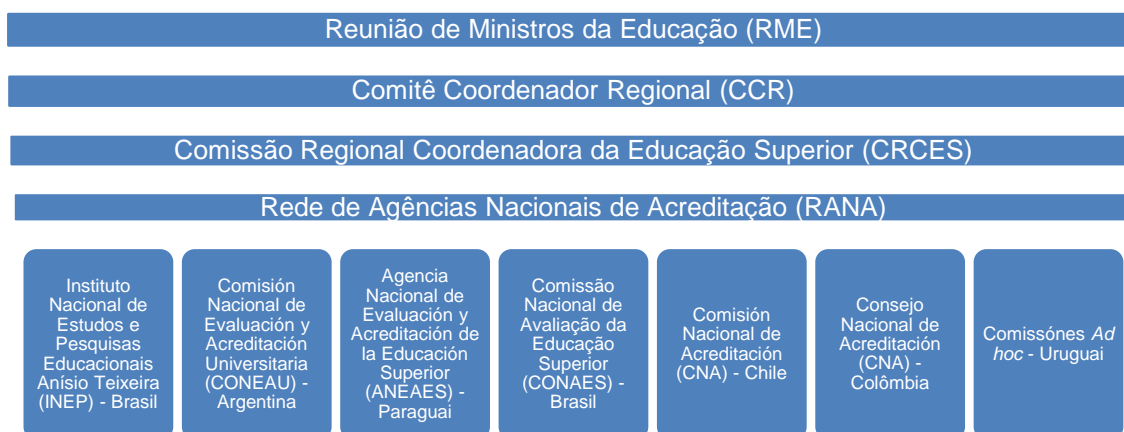 Reunião de Ministros da Educação (RME)
Comitê Coordenador Regional (CCR)
Comissão Regional Coordenadora da Educação Superior (CRCES)
Rede de Agências Nacionais de Acreditação (RANA)
Instituto
Nacional de
Estudos e
Pesquisas
Educacionais
Anísio Teixeira
(INEP) - Brasil
Comisión
Nacional de
Evaluación y
Acreditación
Universitaria
(CONEAU) -
Argentina
Agencia
Nacional de
Evaluación y
Acreditación de
la Educación
Superior
(ANEAES) -
Paraguai
Comissão
Nacional de
Avaliação da
Educação
Superior
(CONAES) -
Brasil
Comisión
Nacional de
Acreditación
(CNA) - Chile
Consejo
Nacional de
Acreditación
(CNA) -
Colômbia
Comissónes Ad
hoc - Uruguai